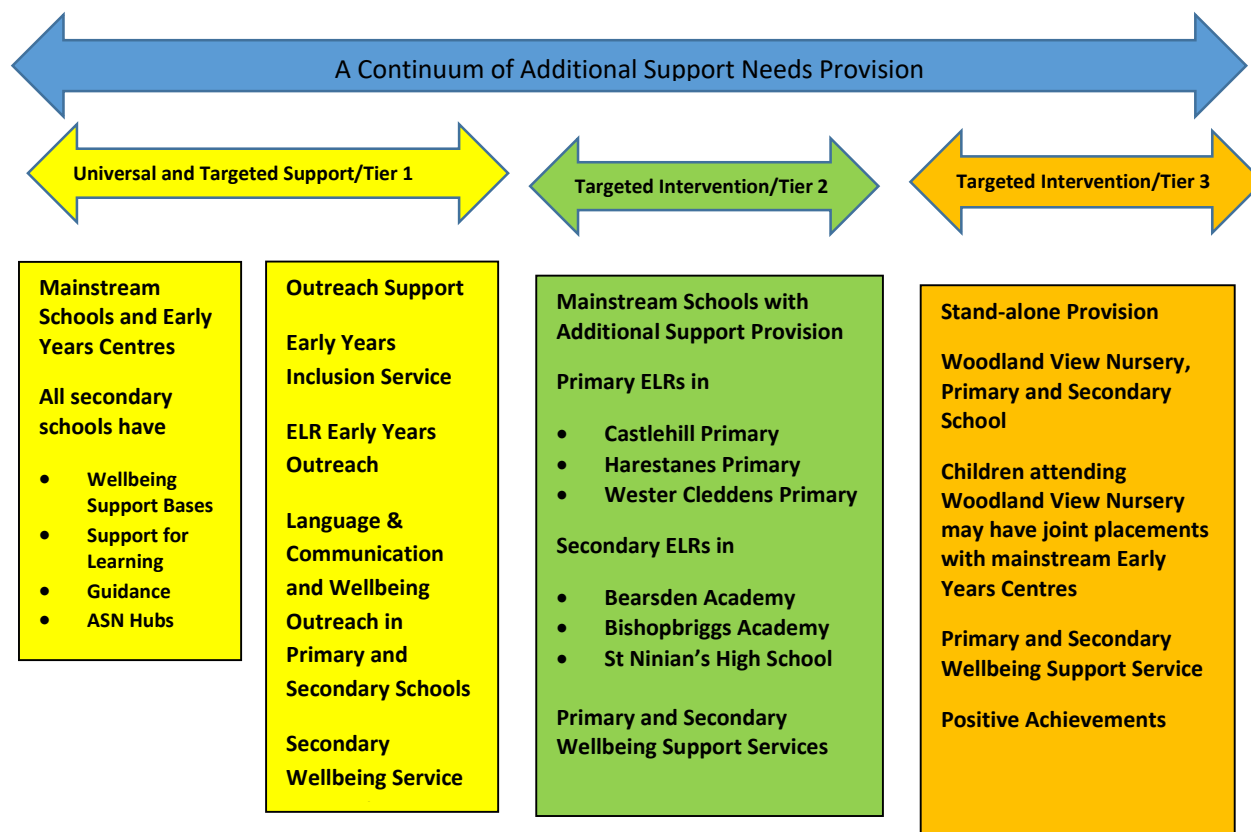 A Continuum of Additional Support Needs Provision
Universal and Targeted Support/Tier 1
Targeted Intervention/Tier 2
Targeted Intervention/Tier 3
Mainstream
Schools and Early
Years Centres
All secondary
schools have
• Wellbeing
Support Bases
• Support for
Learning
• Guidance
• ASN Hubs
Outreach Support
Early Years
Inclusion Service
ELR Early Years
Outreach
Language &
Communication
and Wellbeing
Outreach in
Primary and
Secondary Schools
Secondary
Wellbeing Service
Mainstream Schools with
Additional Support Provision
Primary ELRs in
• Castlehill Primary
• Harestanes Primary
• Wester Cleddens Primary
Secondary ELRs in
• Bearsden Academy
• Bishopbriggs Academy
• St Ninian’s High School
Primary and Secondary
Wellbeing Support Services
Stand-alone Provision
Woodland View Nursery,
Primary and Secondary
School
Children attending
Woodland View Nursery
may have joint placements
with mainstream Early
Years Centres
Primary and Secondary
Wellbeing Support Service
Positive Achievements